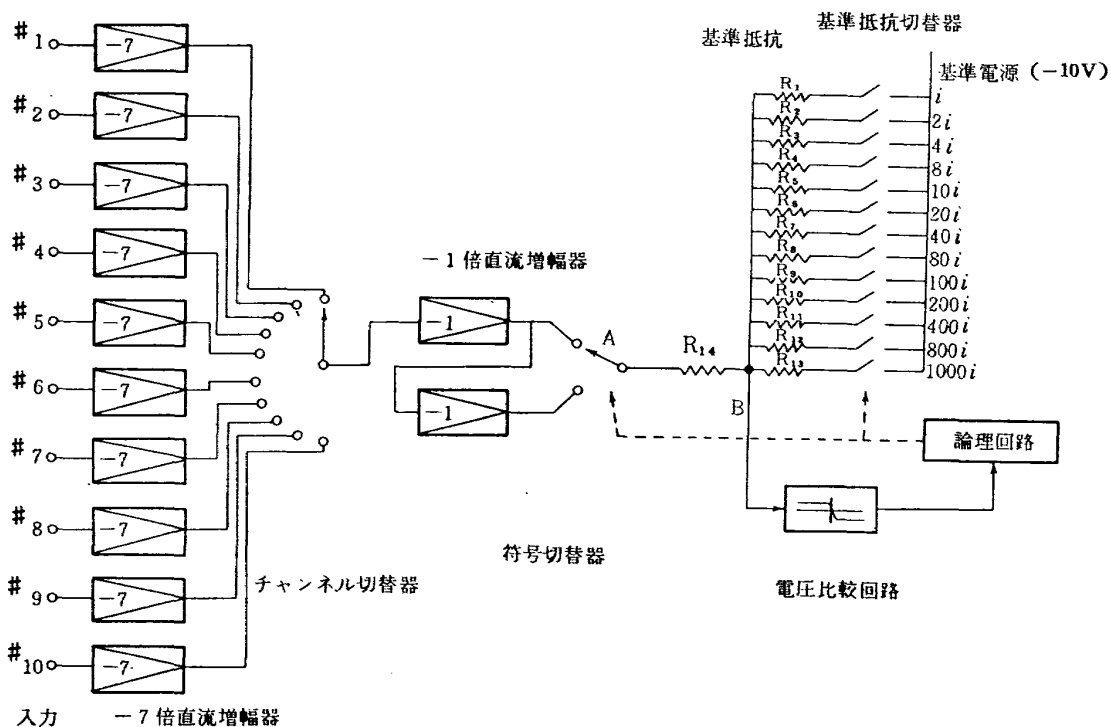 基準抵抗切替器
基準抵抗
基準電源 (−10V)
#1 −7
#2 −7
#3 −7
#4 −7
#5 −7
#6 −7
#7 −7
#8 −7
#9 −7
#10 −7
入力 −7倍直流増幅器
チャンネル切替器
−1倍直流増幅器
−1
−1
符号切替器
A
R14
B
R1 i
R2 2i
R3 4i
R4 8i
R5 10i
R6 20i
R7 40i
R8 80i
R9 100i
R10 200i
R11 400i
R12 800i
R13 1000i
論理回路
電圧比較回路